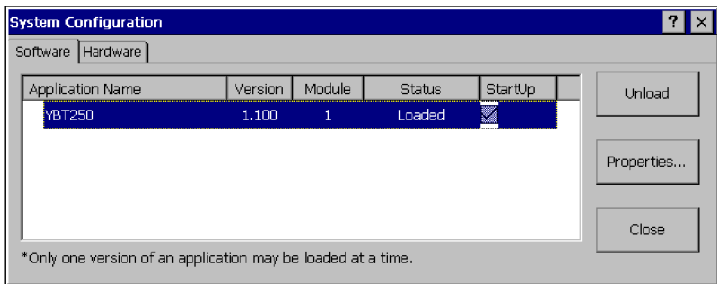 System Configuration ? ×
Software Hardware
Application Name Version Module Status StartUp
YBT250 1.100 1 Loaded
Unload
Properties...
Close
*Only one version of an application may be loaded at a time.